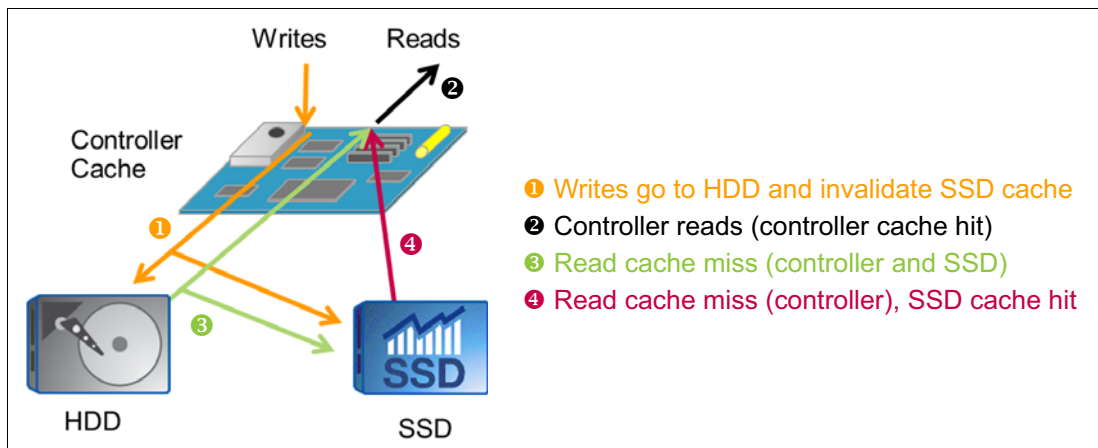 Writes
Reads
❷
Controller
Cache
❶
❹
❸
SSD
HDD
SSD
❶ Writes go to HDD and invalidate SSD cache
❷ Controller reads (controller cache hit)
❸ Read cache miss (controller and SSD)
❹ Read cache miss (controller), SSD cache hit